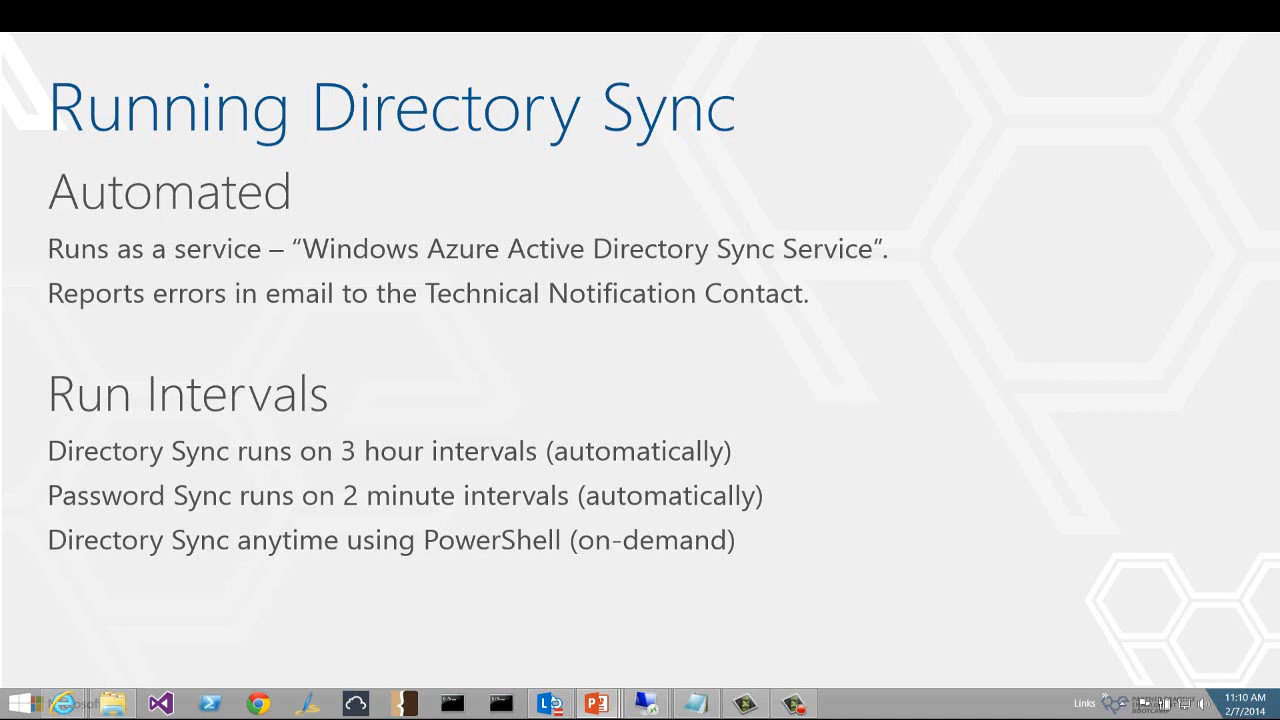 Running Directory Sync
Automated
Runs as a service – “Windows Azure Active Directory Sync Service”.
Reports errors in email to the Technical Notification Contact.
Run Intervals
Directory Sync runs on 3 hour intervals (automatically)
Password Sync runs on 2 minute intervals (automatically)
Directory Sync anytime using PowerShell (on-demand)
Links
11:10 AM
2/7/2014